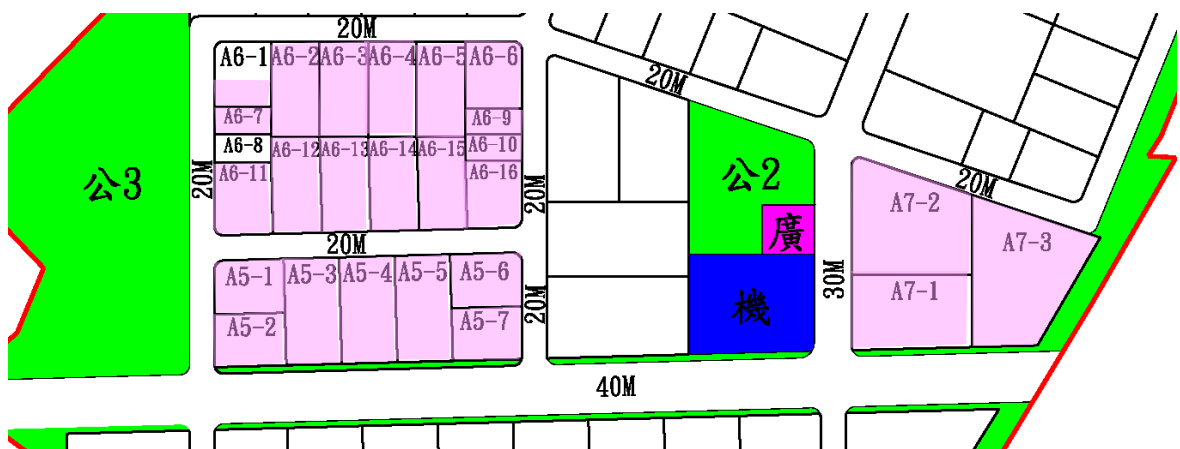 20M
A6-1 A6-2 A6-3 A6-4 A6-5 A6-6
20M
A6-7 A6-9
A6-8 A6-12 A6-13 A6-14 A6-15 A6-10
A6-11 A6-16
20M
20M
公3
公2
廣
A7-2
20M
A7-3
20M
A5-1 A5-3 A5-4 A5-5 A5-6
A5-2 A5-7
20M
機
30M
A7-1
40M